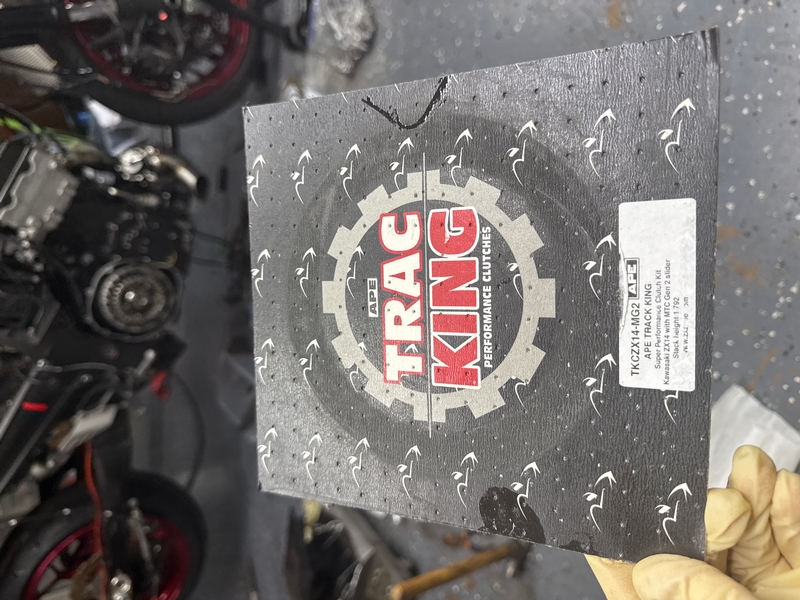 APE
TRAC
KING
PERFORMANCE CLUTCHES
TKCZX14-MG2 APE
APE TRACK KING
Super Performance Clutch Kit
Kawasaki ZX14 with MTC Gen 2 slider
Stack height 1.792